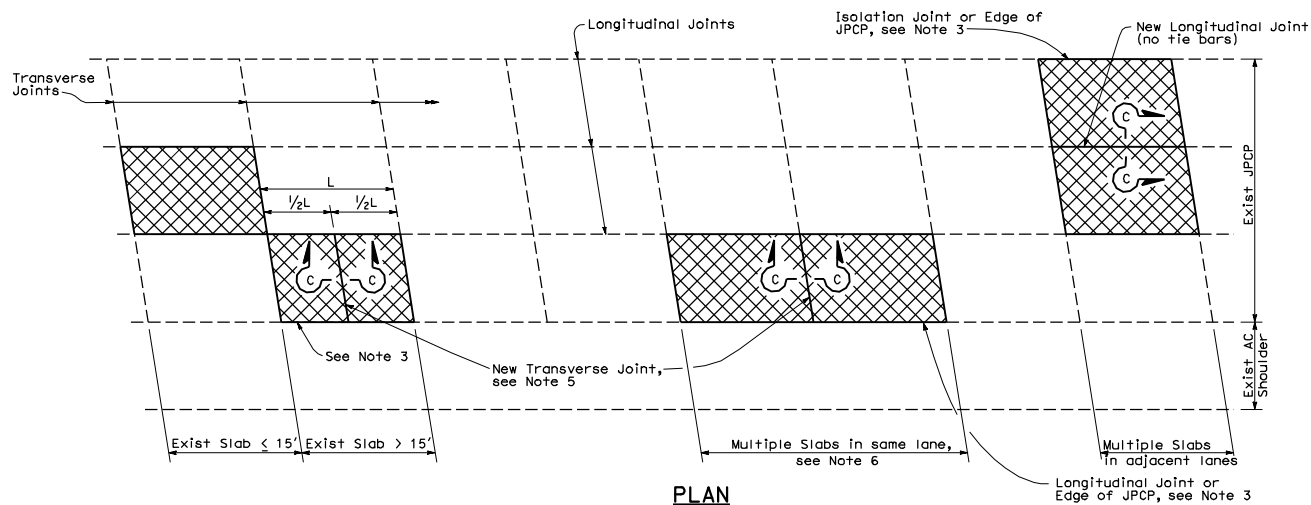 Isolation Joint or Edge of
JPCP, see Note 3
Longitudinal Joints
New Longitudinal Joint
(no tie bars)
Transverse
Joints
C
C
Exist JPCP
L
½L
½L
C
C
C
C
See Note 3
New Transverse Joint,
see Note 5
Exist AC
Shoulder
Exist Slab ≤ 15'
Exist Slab > 15'
Multiple Slabs in same lane,
see Note 6
Multiple Slabs
in adjacent lanes
Longitudinal Joint or
Edge of JPCP, see Note 3
PLAN